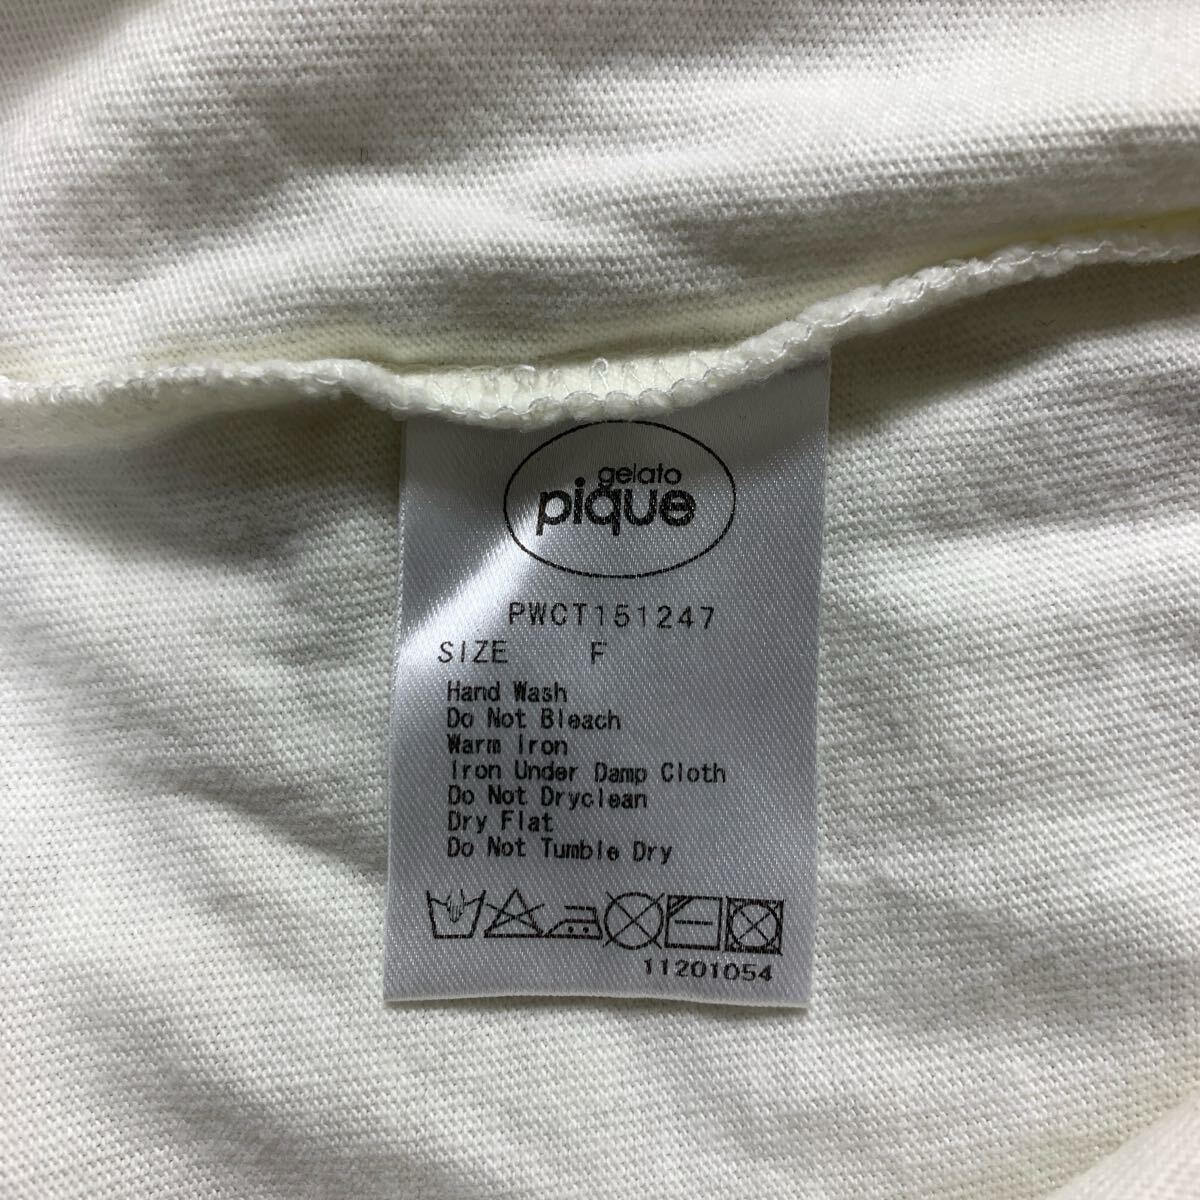 gelato
pique
PWCT151247
SIZE F
Hand Wash
Do Not Bleach
Warm Iron
Iron Under Damp Cloth
Do Not Dryclean
Dry Flat
Do Not Tumble Dry
11201054